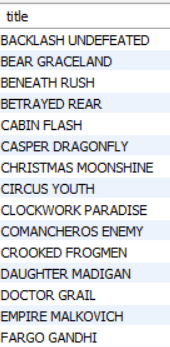 title
BACKLASH UNDEFEATED
BEAR GRACELAND
BENEATH RUSH
BETRAYED REAR
CABIN FLASH
CASPER DRAGONFLY
CHRISTMAS MOONSHINE
CIRCUS YOUTH
CLOCKWORK PARADISE
COMANCHEROS ENEMY
CROOKED FROGMEN
DAUGHTER MADIGAN
DOCTOR GRAIL
EMPIRE MALKOVICH
FARGO GANDHI